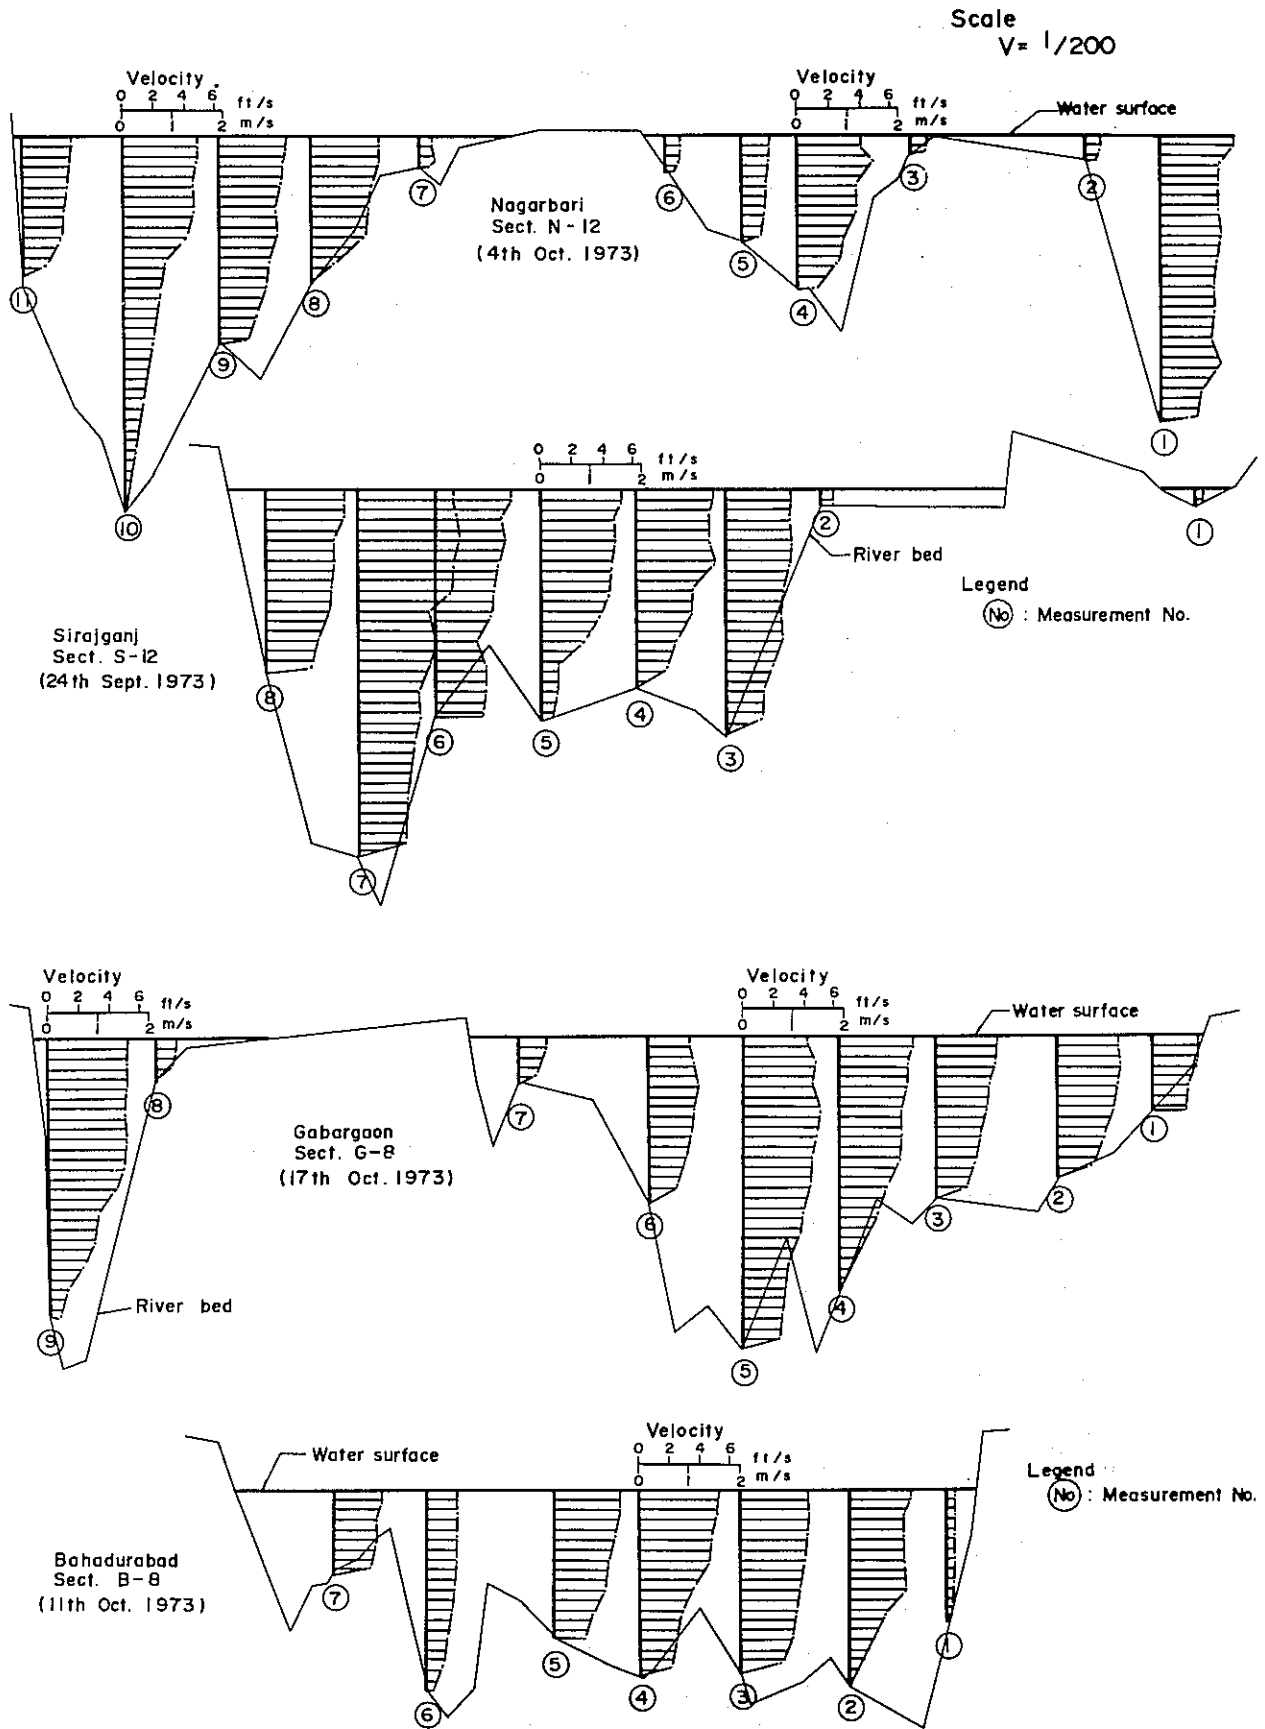 Scale
V= 1/200
Velocity
0 2 4 6 ft/s
0 1 2 m/s
Velocity
0 2 4 6 ft/s
0 1 2 m/s
Water surface
11
10
9
8
7
Nagarbari
Sect. N-12
(4th Oct. 1973)
6
5
4
3
2
1
0 2 4 6 ft/s
0 1 2 m/s
Sirajganj
Sect. S-12
(24th Sept. 1973)
8
7
6
5
4
3
2
River bed
1
Legend
No : Measurement No.
Velocity
0 2 4 6 ft/s
0 1 2 m/s
Velocity
0 2 4 6 ft/s
0 1 2 m/s
Water surface
9
8
River bed
Gabargaon
Sect. G-8
(17th Oct. 1973)
7
6
5
4
3
2
1
Velocity
0 2 4 6 ft/s
0 1 2 m/s
Water surface
Legend
No : Measurement No.
Bahadurabad
Sect. B-8
(11th Oct. 1973)
7
6
5
4
3
2
1